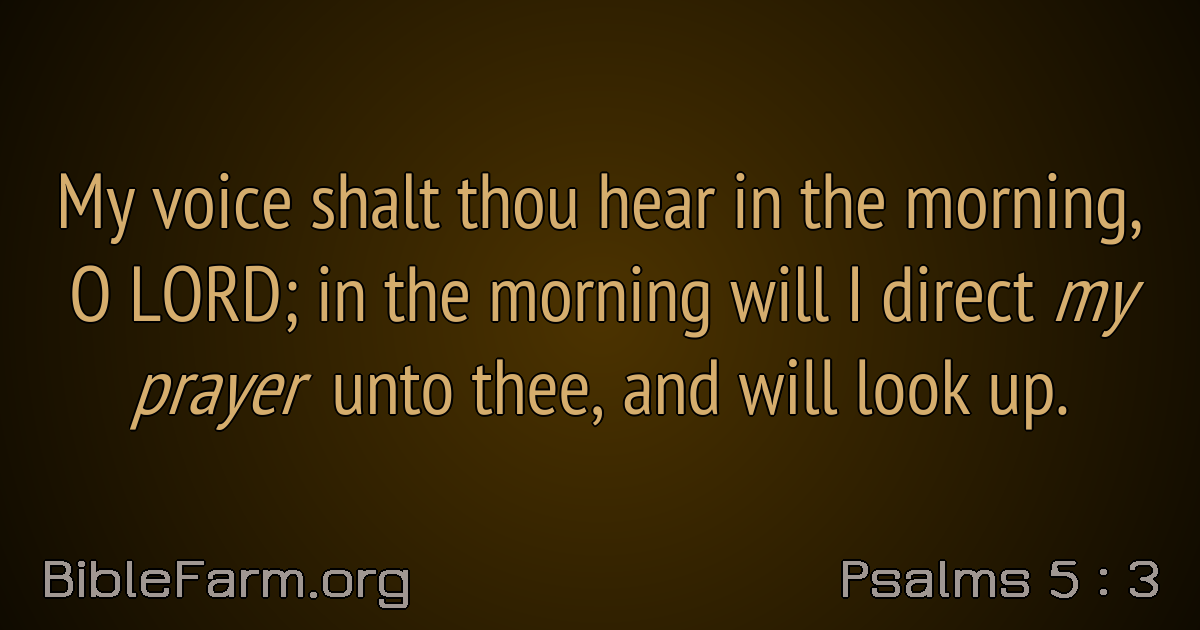 My voice shalt thou hear in the morning,
O LORD; in the morning will I direct my
prayer unto thee, and will look up.
BibleFarm.org
Psalms 5 : 3